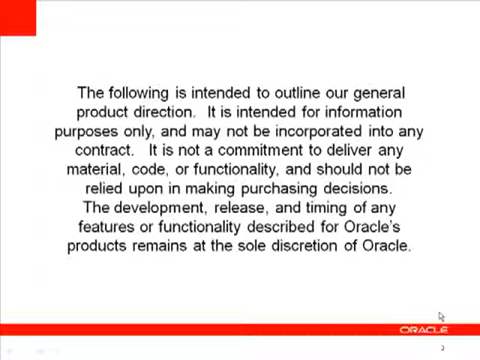 The following is intended to outline our general
product direction. It is intended for information
purposes only, and may not be incorporated into any
contract. It is not a commitment to deliver any
material, code, or functionality, and should not be
relied upon in making purchasing decisions.
The development, release, and timing of any
features or functionality described for Oracle's
products remains at the sole discretion of Oracle.
ORACLE